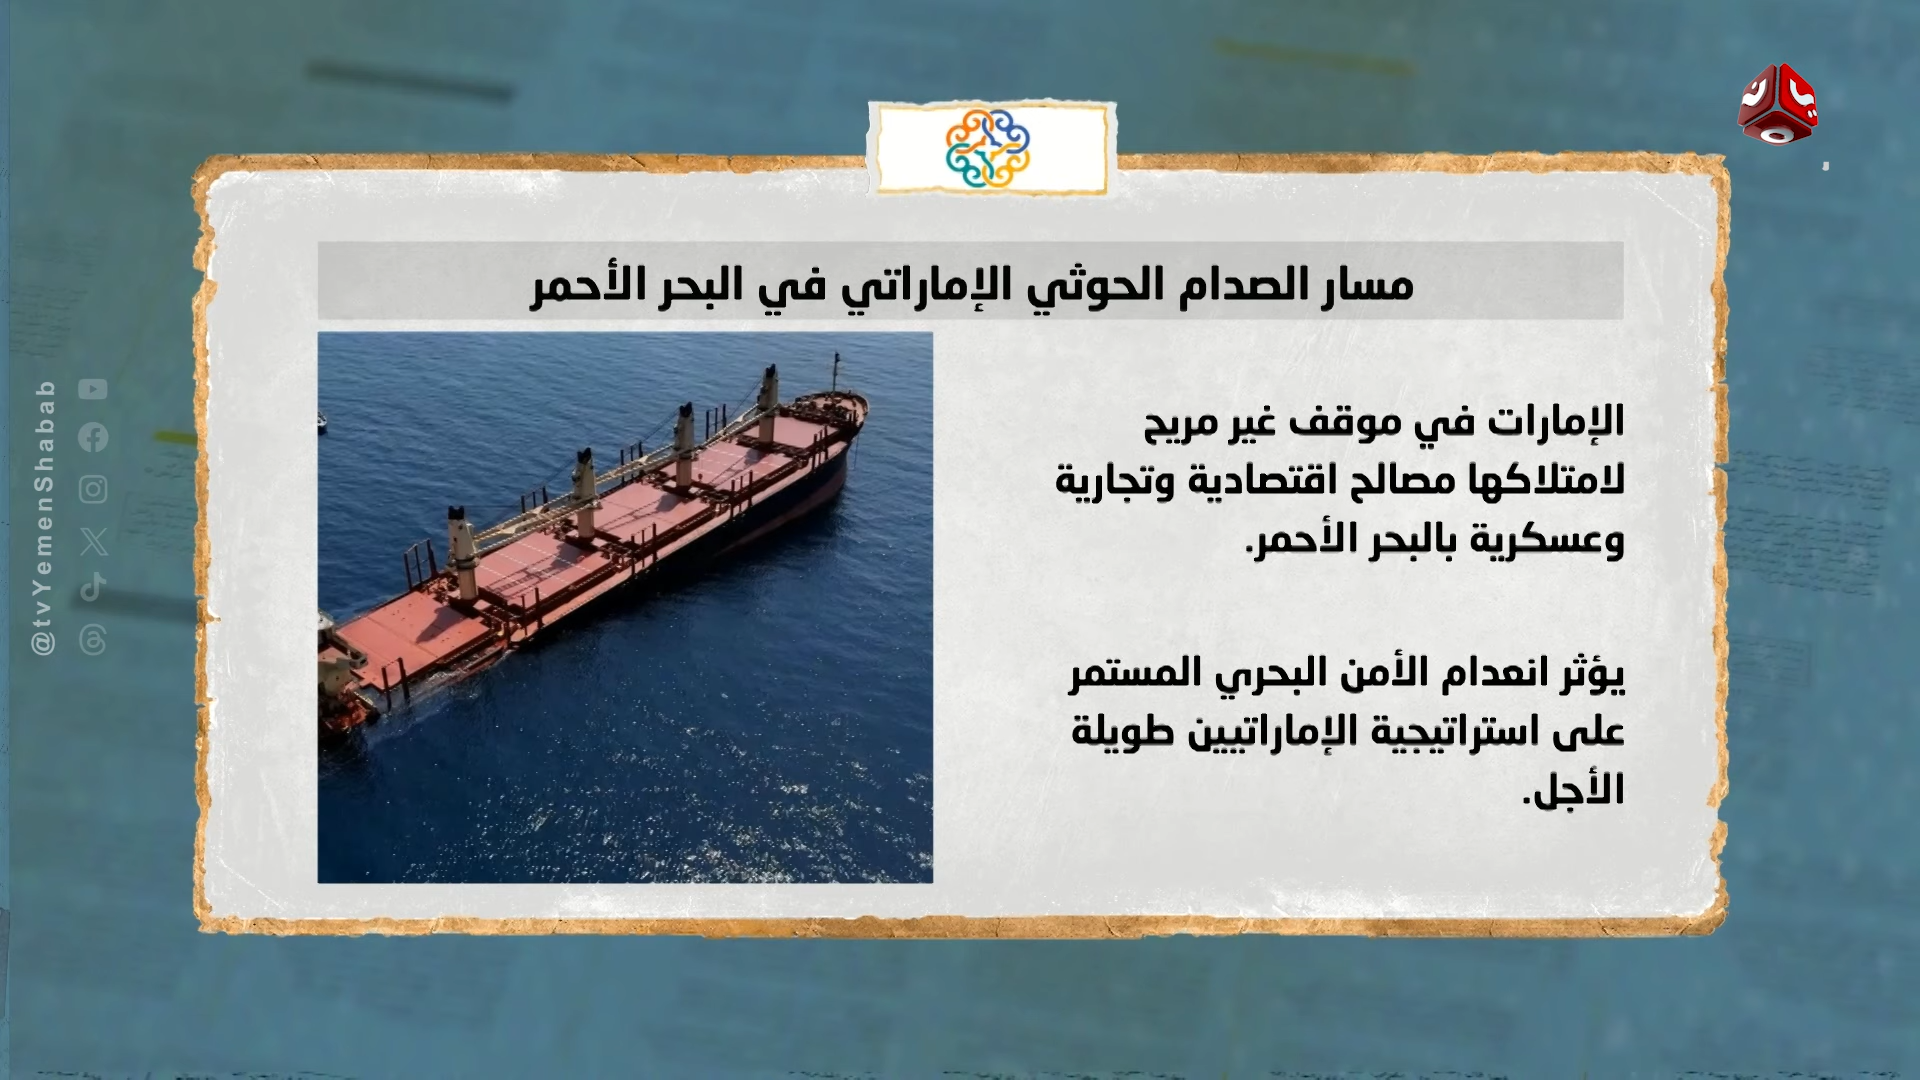 مسار الصدام الحوثي الإماراتي في البحر الأحمر
الإمارات في موقف غير مريح
لامتلاكها مصالح اقتصادية وتجارية
وعسكرية بالبحر الأحمر.
يؤثر انعدام الأمن البحري المستمر
على استراتيجية الإماراتيين طويلة
الأجل.
@tvYemenShabab